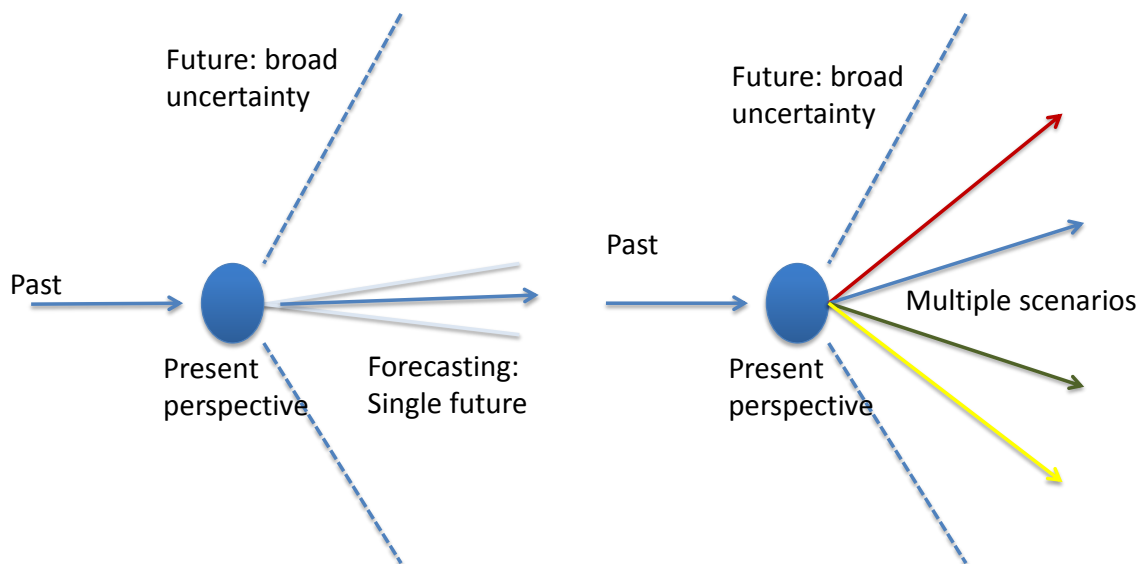 Future: broad
uncertainty
Past
Present
perspective
Forecasting:
Single future
Future: broad
uncertainty
Past
Multiple scenarios
Present
perspective